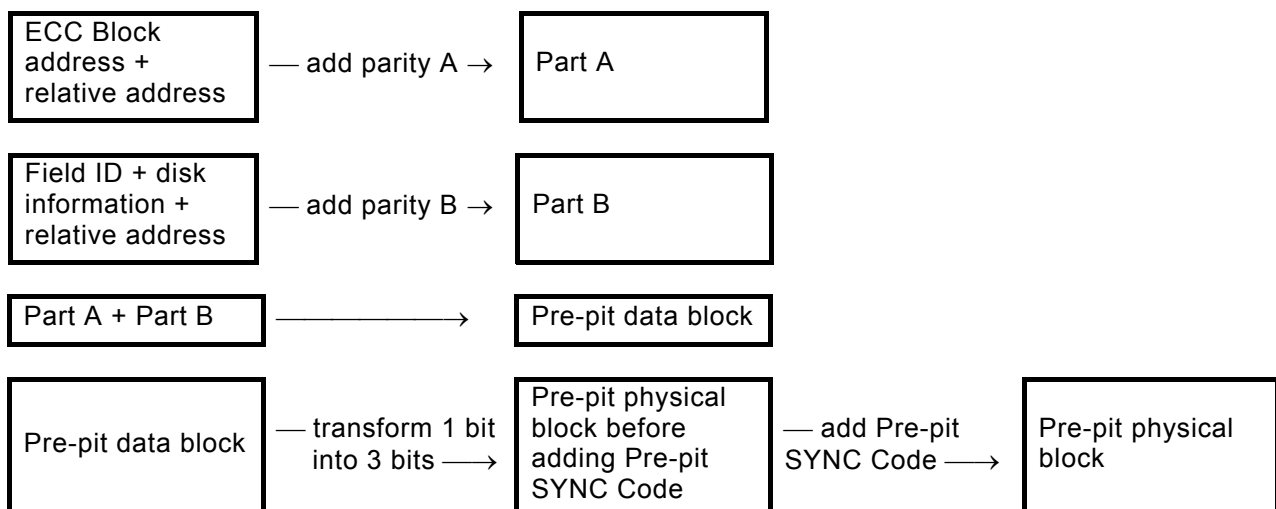 ECC Block
address +
relative address
— add parity A →
Part A
Field ID + disk
information +
relative address
— add parity B →
Part B
Part A + Part B
————————→
Pre-pit data block
Pre-pit data block
— transform 1 bit
into 3 bits —→
Pre-pit physical
block before
adding Pre-pit
SYNC Code
— add Pre-pit
SYNC Code —→
Pre-pit physical
block